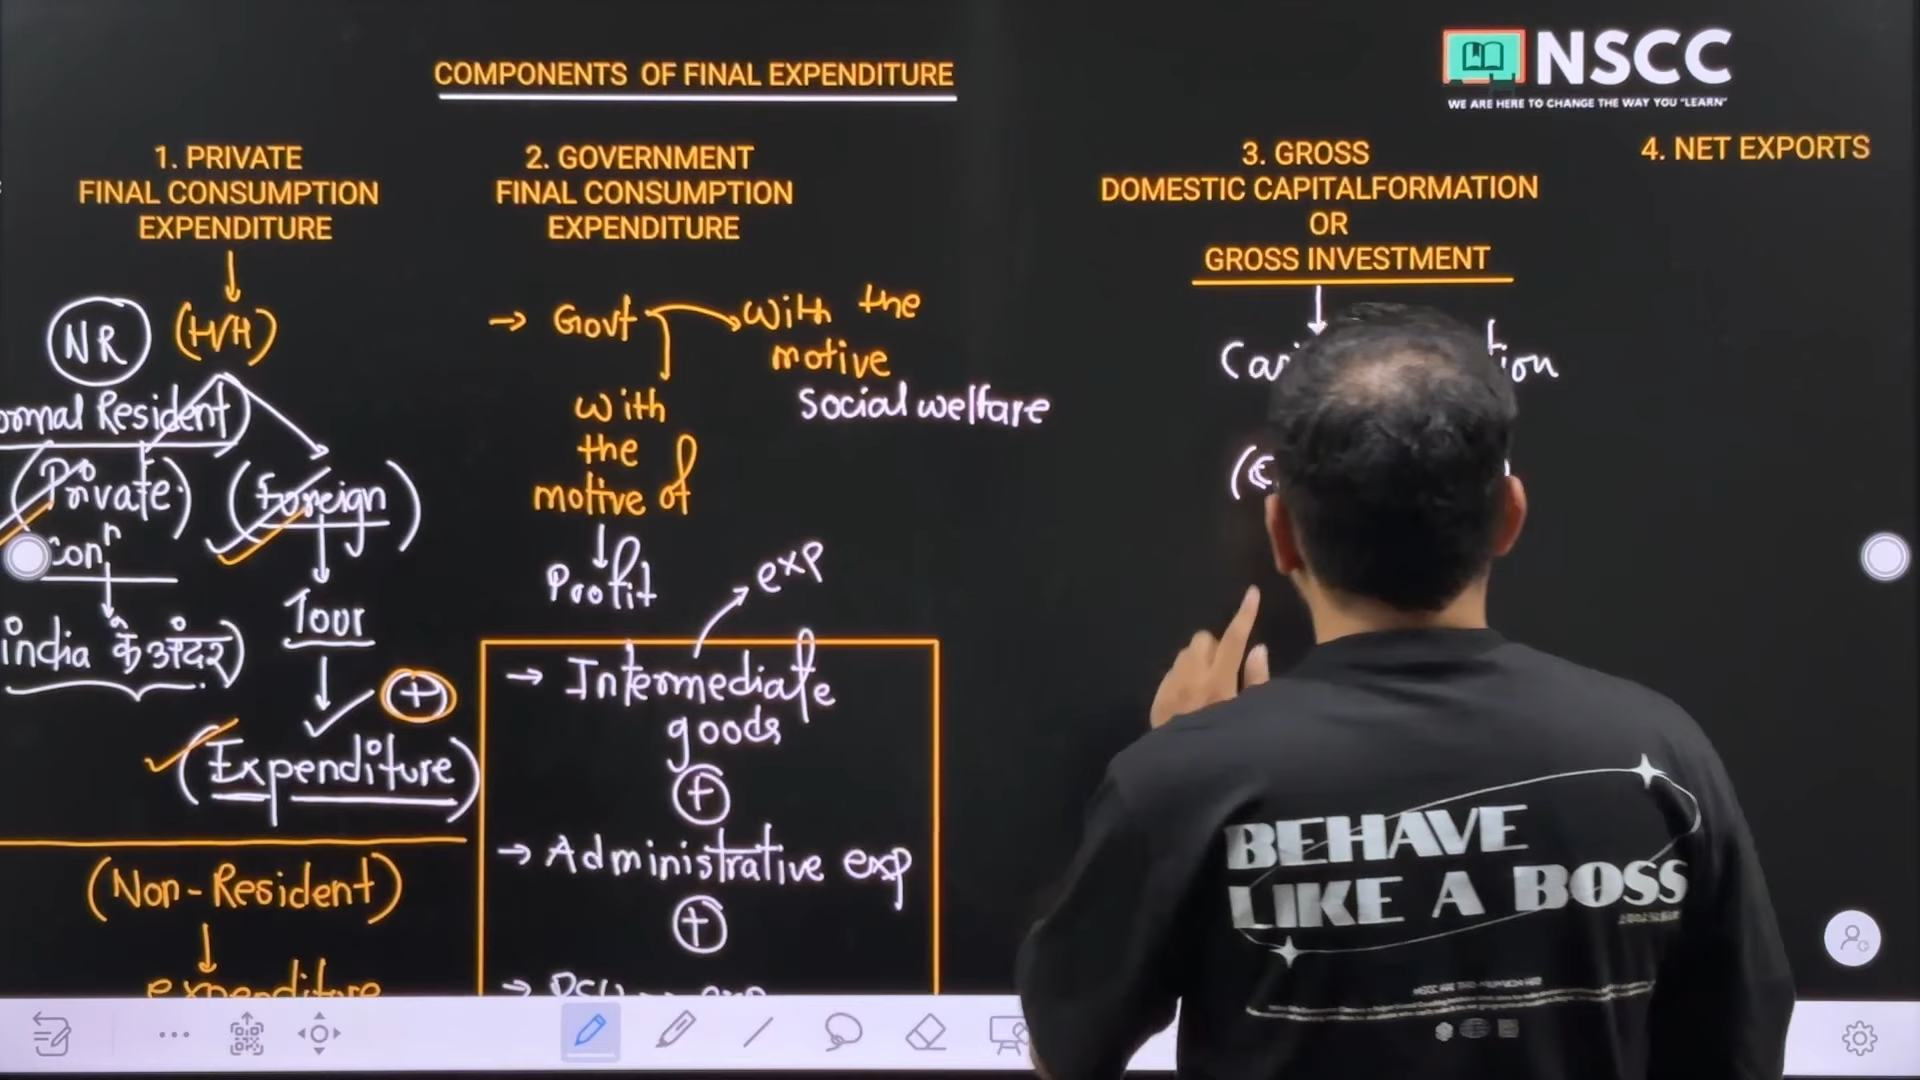 COMPONENTS OF FINAL EXPENDITURE
NSCC
WE ARE HERE TO CHANGE THE WAY YOU "LEARN"
1. PRIVATE
FINAL CONSUMPTION
EXPENDITURE
(H/H)
NR
Normal Resident)
(Private)
con^n
india के अंदर)
(Foreign)
Tour
+
(Expenditure)
(Non-Resident)
expenditure
2. GOVERNMENT
FINAL CONSUMPTION
EXPENDITURE
→ Govt
With the
motive
Social welfare
With
the
motive of
Profit
exp
→ Intermediate
goods
+
→ Administrative exp
+
3. GROSS
DOMESTIC CAPITALFORMATION
OR
GROSS INVESTMENT
4. NET EXPORTS
BEHAVE
LIKE A BOSS